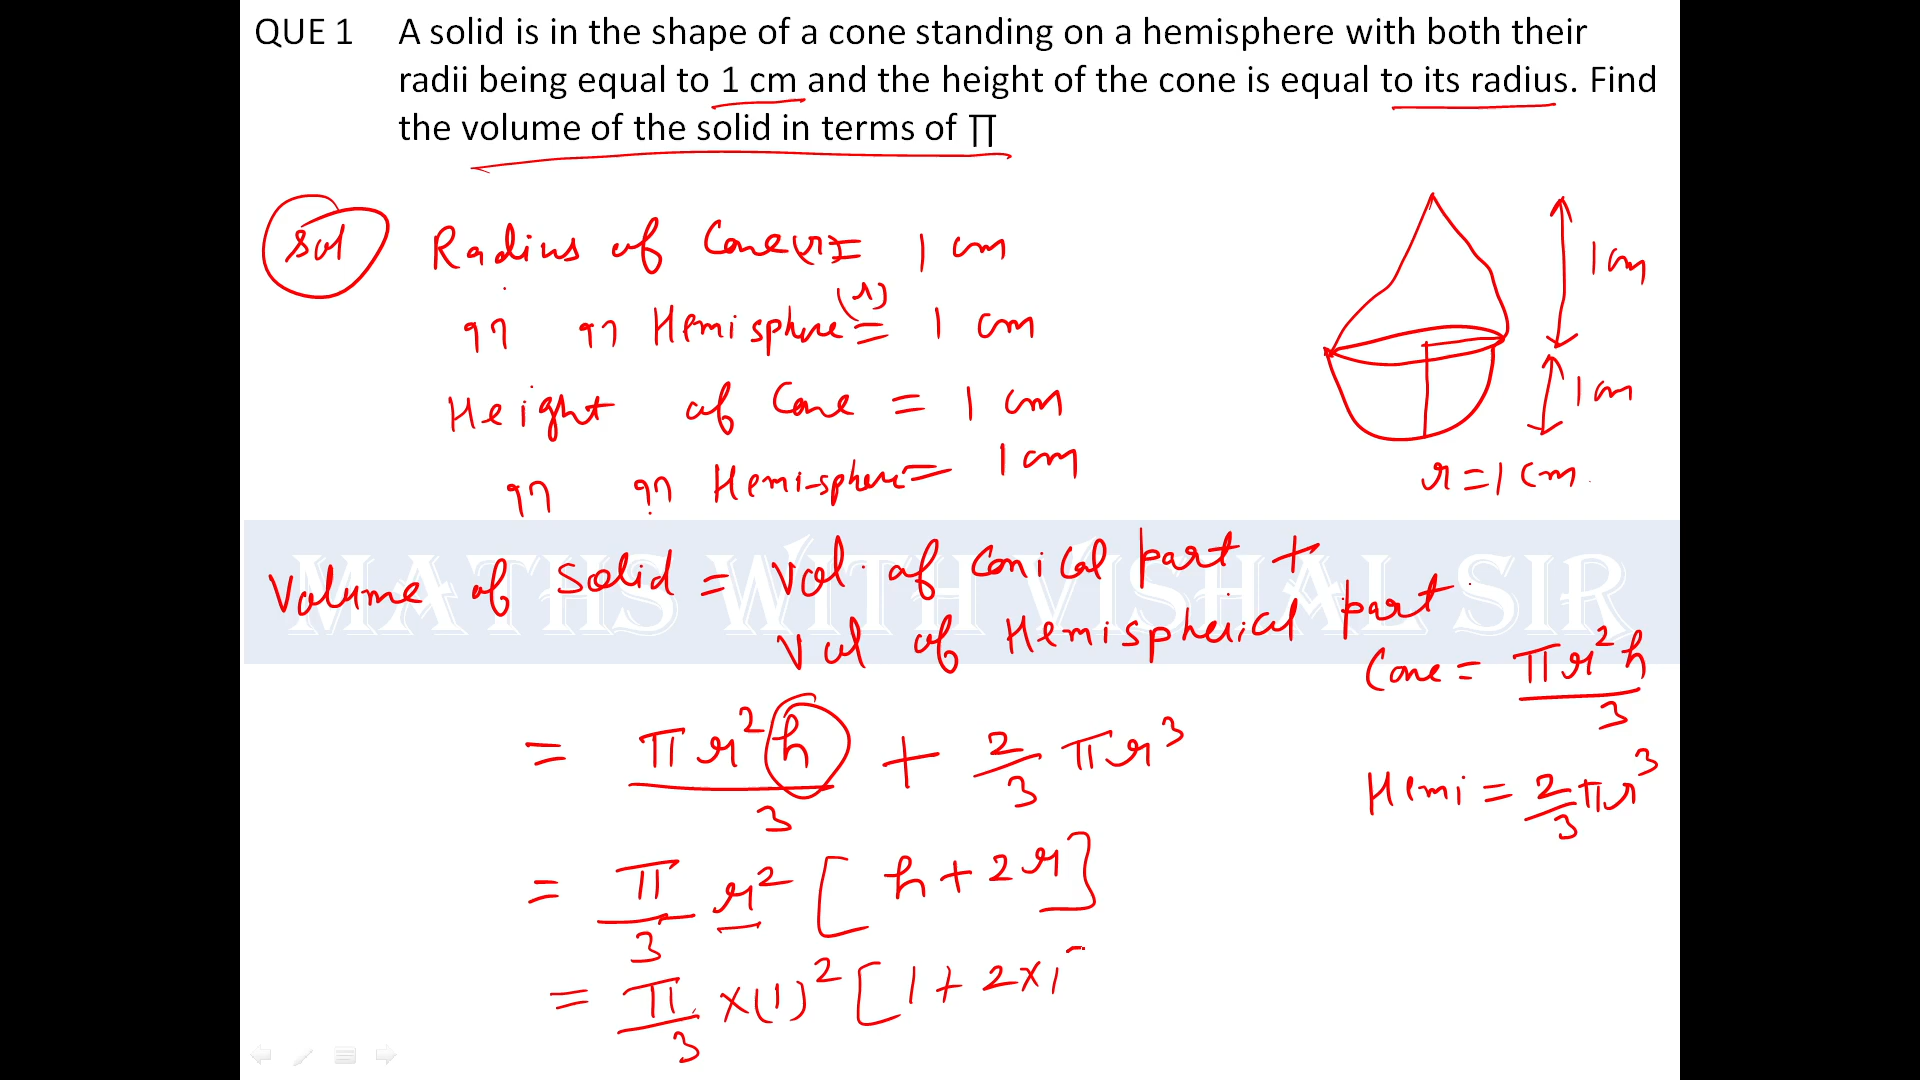 QUE 1 A solid is in the shape of a cone standing on a hemisphere with both their
radii being equal to 1 cm and the height of the cone is equal to its radius. Find
the volume of the solid in terms of ∏
Sol Radius of Cone(r) = 1 cm
" " Hemisphere(r) = 1 cm
Height of Cone = 1 cm
" " Hemi-sphere = 1 cm
1 cm
1 cm
r = 1 cm
MATHS WITH VISHAL SIR
Volume of Solid = Vol. of Conical part +
Vol of Hemispherical part
Cone = πr²h/3
= πr²h/3 + 2/3 πr³
Hemi = 2/3 πr³
= π/3 r² [h + 2r]
= π/3 × (1)² [1 + 2×1